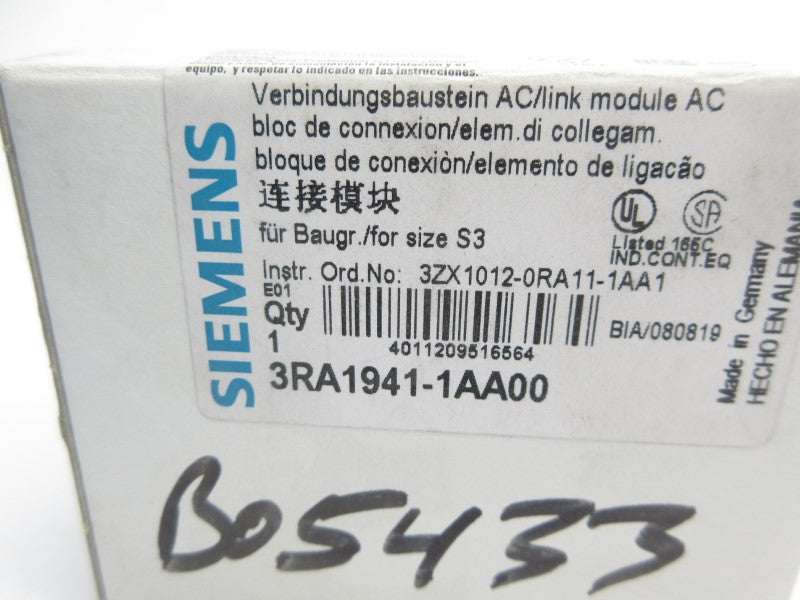 equipo, y respetar lo indicado en las instrucciones.
Verbindungsbaustein AC/link module AC
bloc de connexion/elem.di collegam.
bloque de conexiòn/elemento de ligacão
连接模块
für Baugr./for size S3
UL
SA
Listed 165C
IND.CONT.EQ
Instr. Ord.No: 3ZX1012-0RA11-1AA1
E01
Qty
1
4011209516564
BIA/080819
3RA1941-1AA00
SIEMENS
Made in Germany
HECHO EN ALEMANIA
B05433